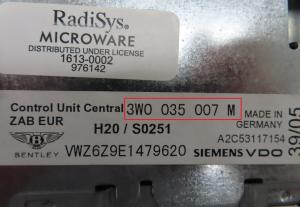 RadiSys.
MICROWARE
DISTRIBUTED UNDER LICENSE
1613-0002
976142
Control Unit Central 3W0 035 007 M
ZAB EUR
MADE IN
GERMANY
H20 / S0251
A2C53117154
BENTLEY
VWZ6Z9E1479620
SIEMENS VDO
39/05